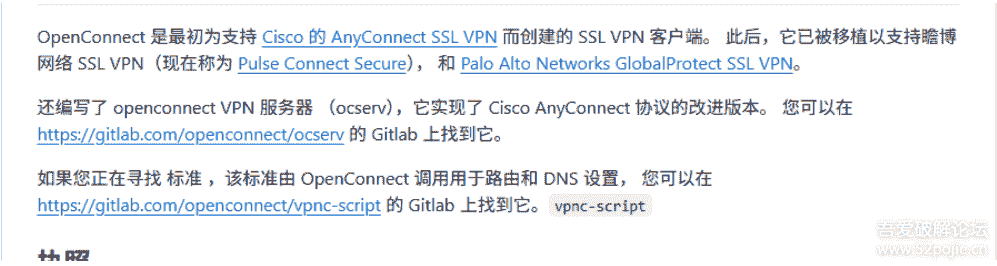 OpenConnect 是最初为支持 Cisco 的 AnyConnect SSL VPN 而创建的 SSL VPN 客户端。 此后，它已被移植以支持瞻博
网络 SSL VPN（现在称为 Pulse Connect Secure）， 和 Palo Alto Networks GlobalProtect SSL VPN。
还编写了 openconnect VPN 服务器 （ocserv），它实现了 Cisco AnyConnect 协议的改进版本。 您可以在
https://gitlab.com/openconnect/ocserv 的 Gitlab 上找到它。
如果您正在寻找 标准 ，该标准由 OpenConnect 调用用于路由和 DNS 设置， 您可以在
https://gitlab.com/openconnect/vpnc-script 的 Gitlab 上找到它。 vpnc-script
吾爱破解论坛
www.52pojie.cn